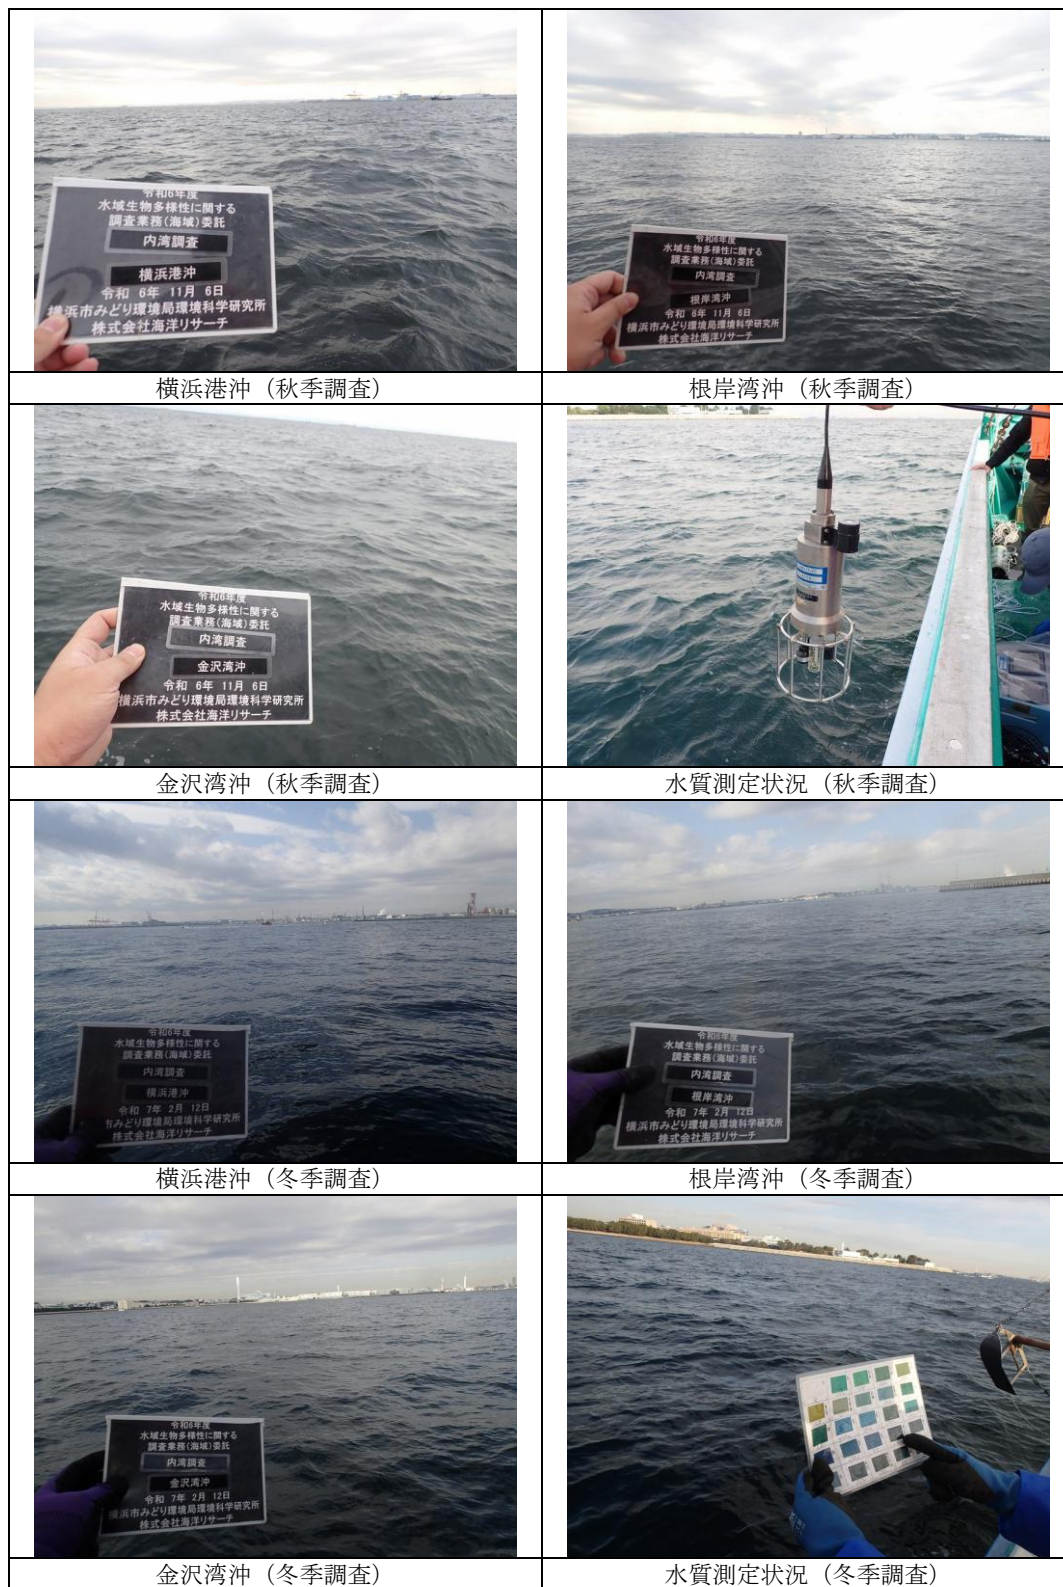 令和6年度
水域生物多様性に関する
調査業務(海域)委託
内湾調査
横浜港沖
令和 6年 11月 6日
横浜市みどり環境局環境科学研究所
株式会社海洋リサーチ
横浜港沖（秋季調査）
令和6年度
水域生物多様性に関する
調査業務(海域)委託
内湾調査
根岸湾沖
令和 6年 11月 6日
横浜市みどり環境局環境科学研究所
株式会社海洋リサーチ
根岸湾沖（秋季調査）
令和6年度
水域生物多様性に関する
調査業務(海域)委託
内湾調査
金沢湾沖
令和 6年 11月 6日
横浜市みどり環境局環境科学研究所
株式会社海洋リサーチ
金沢湾沖（秋季調査）
水質測定状況（秋季調査）
令和6年度
水域生物多様性に関する
調査業務(海域)委託
内湾調査
横浜港沖
令和 7年 2月 12日
市みどり環境局環境科学研究所
株式会社海洋リサーチ
横浜港沖（冬季調査）
令和6年度
水域生物多様性に関する
調査業務(海域)委託
内湾調査
根岸湾沖
令和 7年 2月 12日
横浜市みどり環境局環境科学研究所
株式会社海洋リサーチ
根岸湾沖（冬季調査）
令和6年度
水域生物多様性に関する
調査業務(海域)委託
内湾調査
金沢湾沖
令和 7年 2月 12日
横浜市みどり環境局環境科学研究所
株式会社海洋リサーチ
金沢湾沖（冬季調査）
水質測定状況（冬季調査）